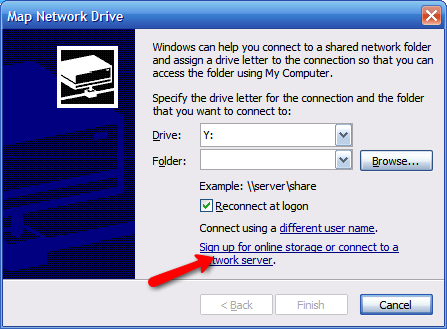 Map Network Drive
Windows can help you connect to a shared network folder
and assign a drive letter to the connection so that you can
access the folder using My Computer.
Specify the drive letter for the connection and the folder
that you want to connect to:
Drive: Y:
Folder: Browse...
Example: \\server\share
Reconnect at logon
Connect using a different user name.
Sign up for online storage or connect to a
network server.
< Back Finish Cancel